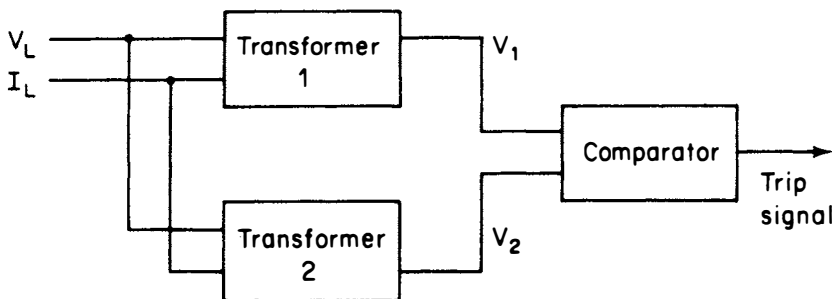 V_L
I_L
Transformer
1
V_1
Comparator
Trip
signal
Transformer
2
V_2